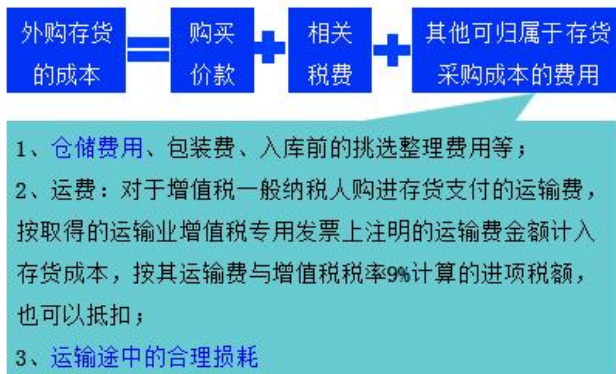 外购存货
的成本
购买
价款
相关
税费
其他可归属于存货
采购成本的费用
1、仓储费用、包装费、入库前的挑选整理费用等；
2、运费：对于增值税一般纳税人购进存货支付的运输费，
按取得的运输业增值税专用发票上注明的运输费金额计入
存货成本，按其运输费与增值税税率9%计算的进项税额，
也可以抵扣；
3、运输途中的合理损耗